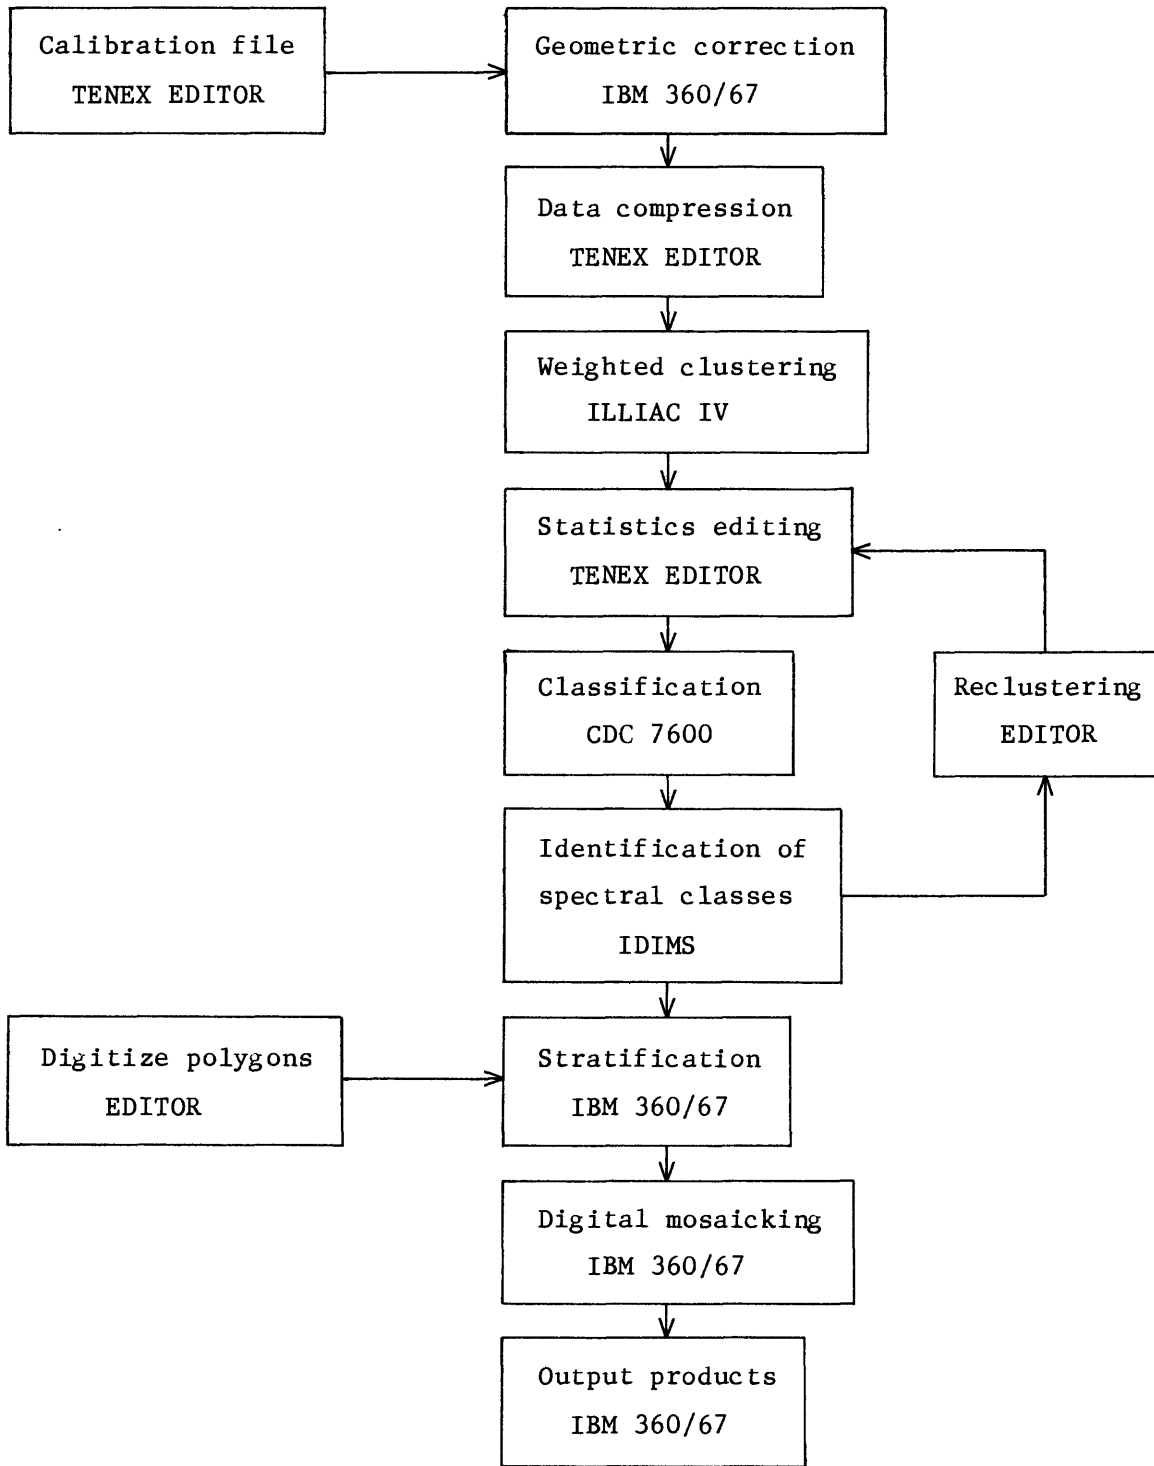 Calibration file
TENEX EDITOR
Geometric correction
IBM 360/67
Data compression
TENEX EDITOR
Weighted clustering
ILLIAC IV
Statistics editing
TENEX EDITOR
Classification
CDC 7600
Reclustering
EDITOR
Identification of
spectral classes
IDIMS
Digitize polygons
EDITOR
Stratification
IBM 360/67
Digital mosaicking
IBM 360/67
Output products
IBM 360/67